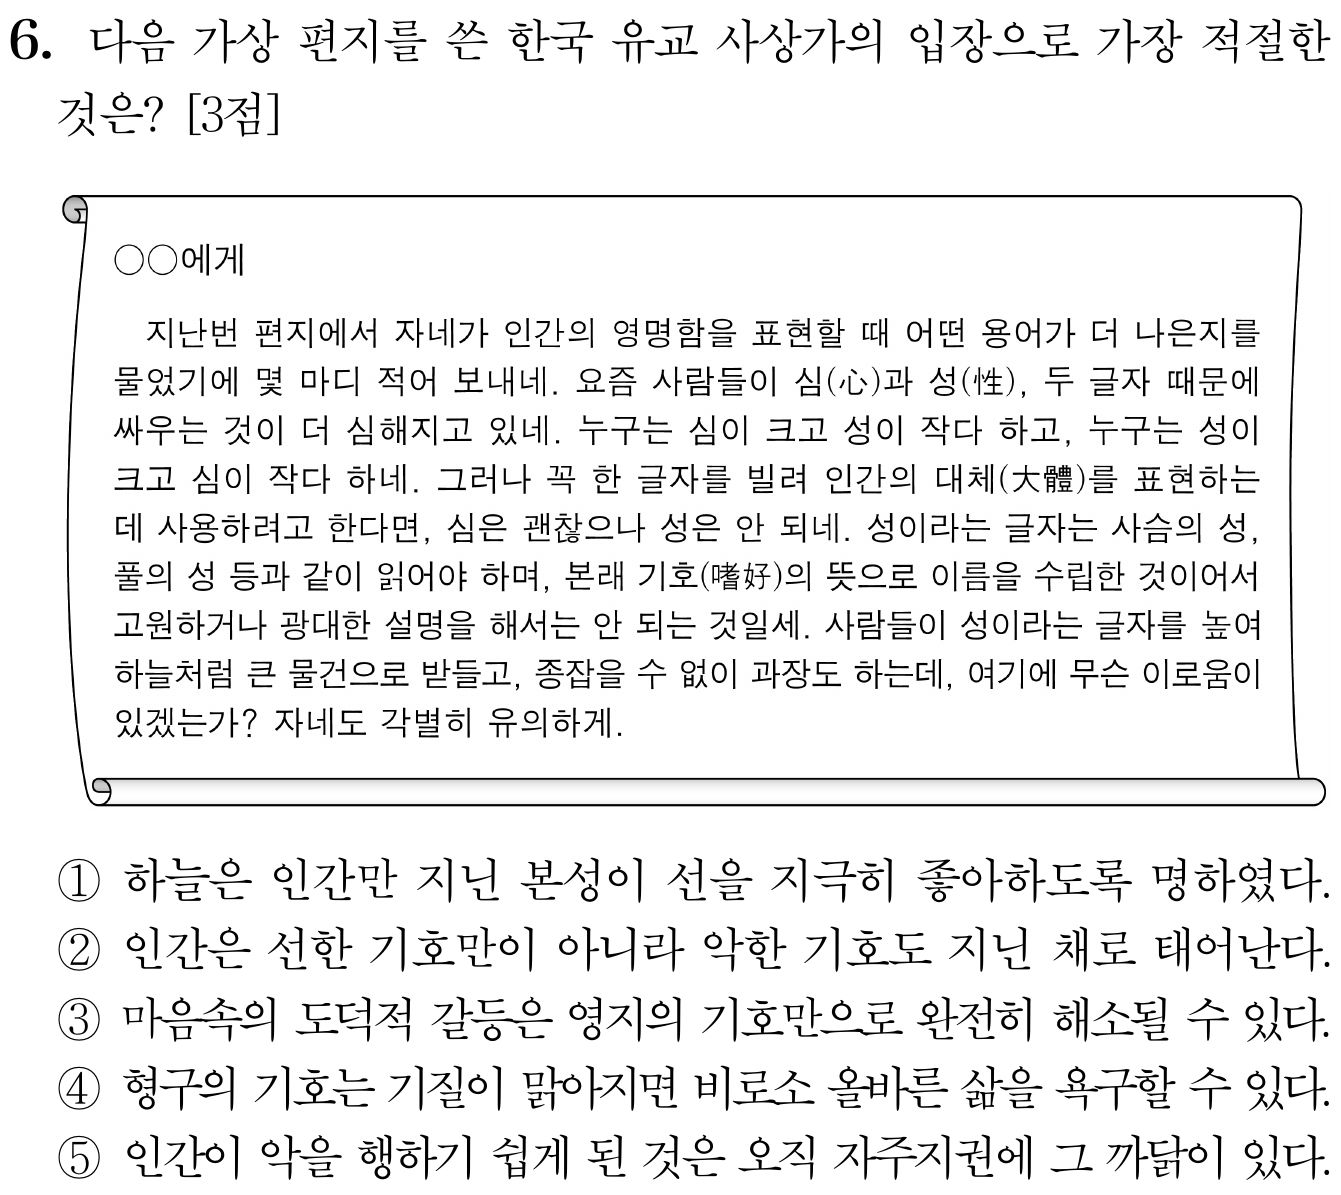 6. 다음 가상 편지를 쓴 한국 유교 사상가의 입장으로 가장 적절한
것은? [3점]
○○에게
지난번 편지에서 자네가 인간의 영명함을 표현할 때 어떤 용어가 더 나은지를
물었기에 몇 마디 적어 보내네. 요즘 사람들이 심(心)과 성(性), 두 글자 때문에
싸우는 것이 더 심해지고 있네. 누구는 심이 크고 성이 작다 하고, 누구는 성이
크고 심이 작다 하네. 그러나 꼭 한 글자를 빌려 인간의 대체(大體)를 표현하는
데 사용하려고 한다면, 심은 괜찮으나 성은 안 되네. 성이라는 글자는 사슴의 성,
풀의 성 등과 같이 읽어야 하며, 본래 기호(嗜好)의 뜻으로 이름을 수립한 것이어서
고원하거나 광대한 설명을 해서는 안 되는 것일세. 사람들이 성이라는 글자를 높여
하늘처럼 큰 물건으로 받들고, 종잡을 수 없이 과장도 하는데, 여기에 무슨 이로움이
있겠는가? 자네도 각별히 유의하게.
① 하늘은 인간만 지닌 본성이 선을 지극히 좋아하도록 명하였다.
② 인간은 선한 기호만이 아니라 악한 기호도 지닌 채로 태어난다.
③ 마음속의 도덕적 갈등은 영지의 기호만으로 완전히 해소될 수 있다.
④ 형구의 기호는 기질이 맑아지면 비로소 올바른 삶을 욕구할 수 있다.
⑤ 인간이 악을 행하기 쉽게 된 것은 오직 자주지권에 그 까닭이 있다.